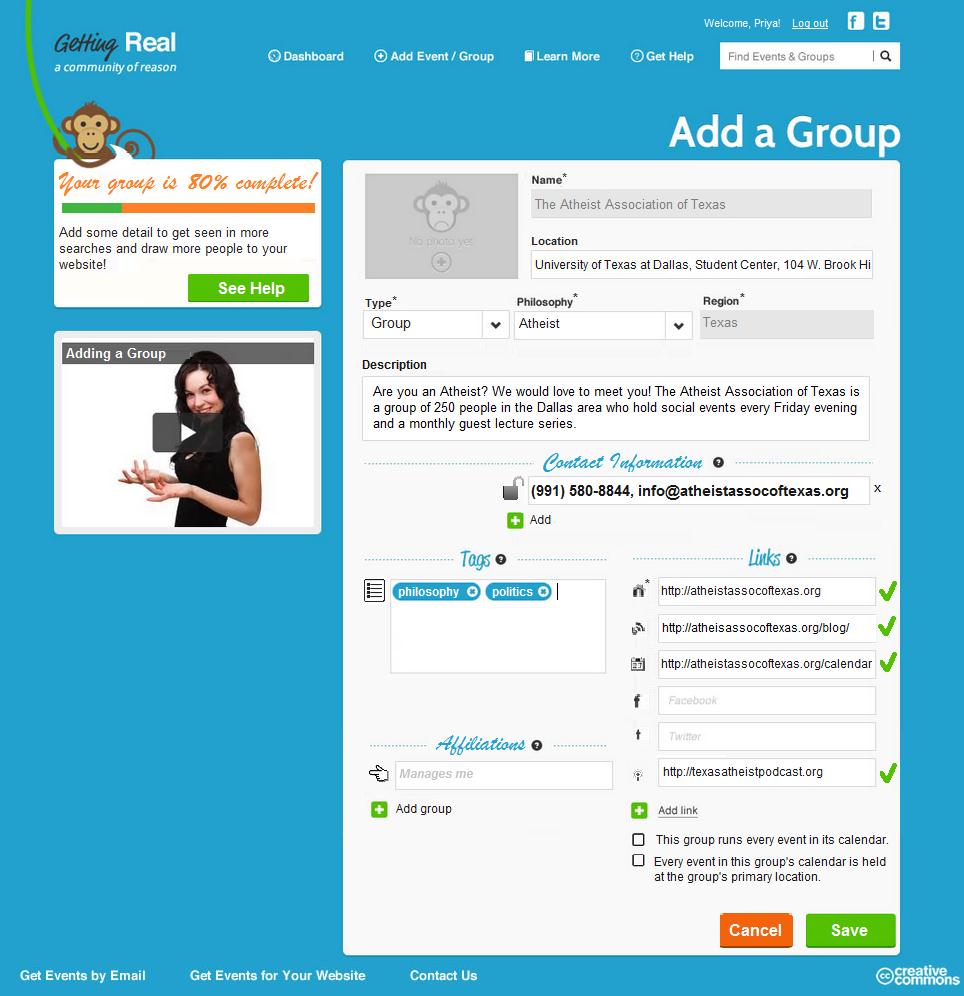 Welcome, Priya! Log out
f t
Getting Real
a community of reason
Dashboard Add Event / Group Learn More Get Help Find Events & Groups
Add a Group
Your group is 80% complete!
Add some detail to get seen in more
searches and draw more people to your
website!
See Help
Adding a Group
No photo yet
Name*
The Atheist Association of Texas
Location
University of Texas at Dallas, Student Center, 104 W. Brook Hi
Type* Philosophy* Region*
Group Atheist Texas
Description
Are you an Atheist? We would love to meet you! The Atheist Association of Texas is
a group of 250 people in the Dallas area who hold social events every Friday evening
and a monthly guest lecture series.
Contact Information ?
(991) 580-8844, info@atheistassocoftexas.org x
Add
Tags ?
philosophy politics
Affiliations ?
Manages me
Add group
Links ?
* http://atheistassocoftexas.org
http://atheisassocoftexas.org/blog/
http://atheistassocoftexas.org/calendar
f Facebook
t Twitter
http://texasatheistpodcast.org
Add link
This group runs every event in its calendar.
Every event in this group's calendar is held
at the group's primary location.
Cancel Save
Get Events by Email Get Events for Your Website Contact Us
cc creative
commons